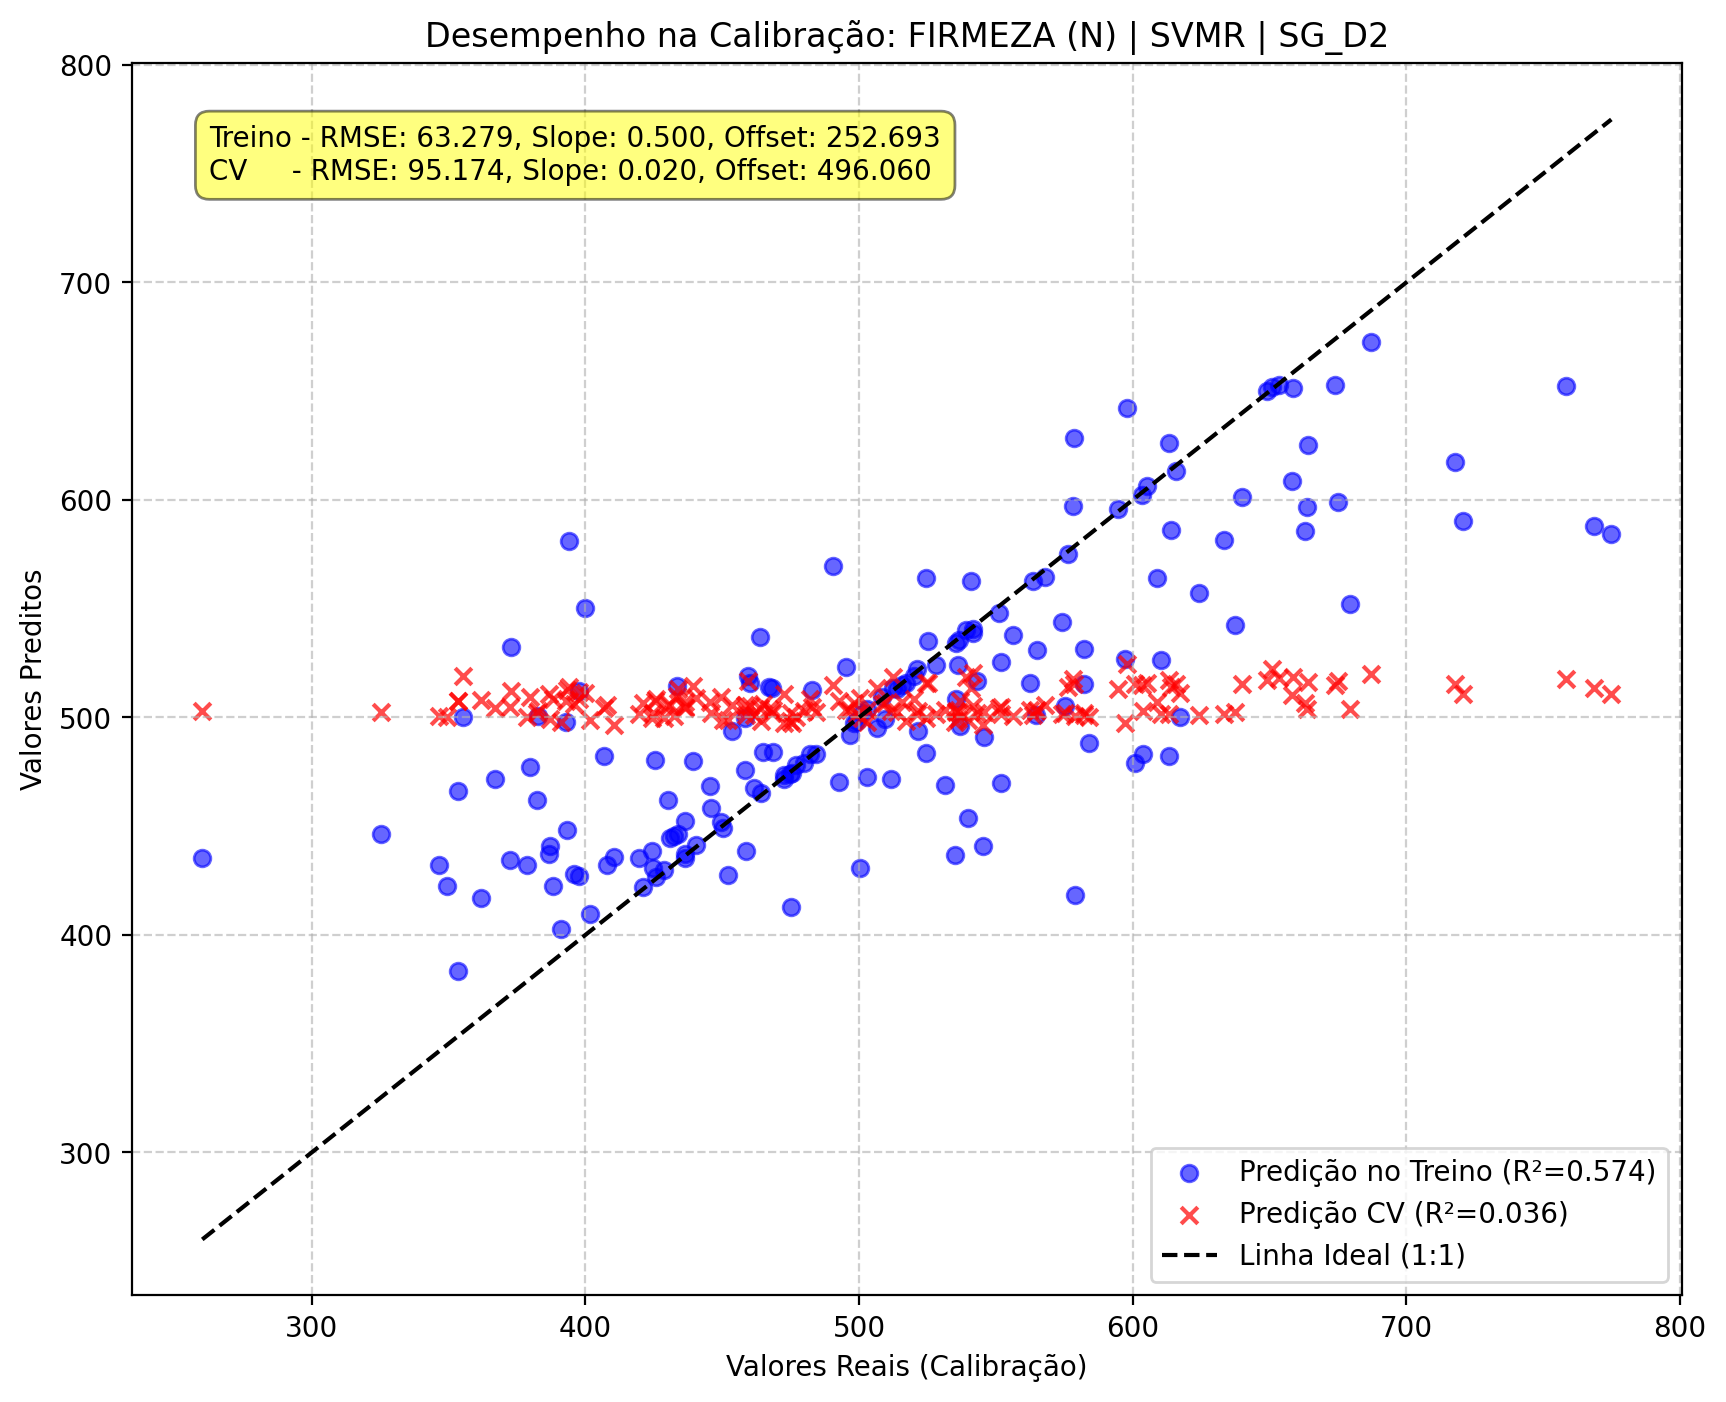 Desempenho na Calibração: FIRMEZA (N) | SVMR | SG_D2
Treino - RMSE: 63.279, Slope: 0.500, Offset: 252.693
CV - RMSE: 95.174, Slope: 0.020, Offset: 496.060
800
700
600
500
400
300
Valores Preditos
Predição no Treino (R²=0.574)
Predição CV (R²=0.036)
Linha Ideal (1:1)
300 400 500 600 700 800
Valores Reais (Calibração)